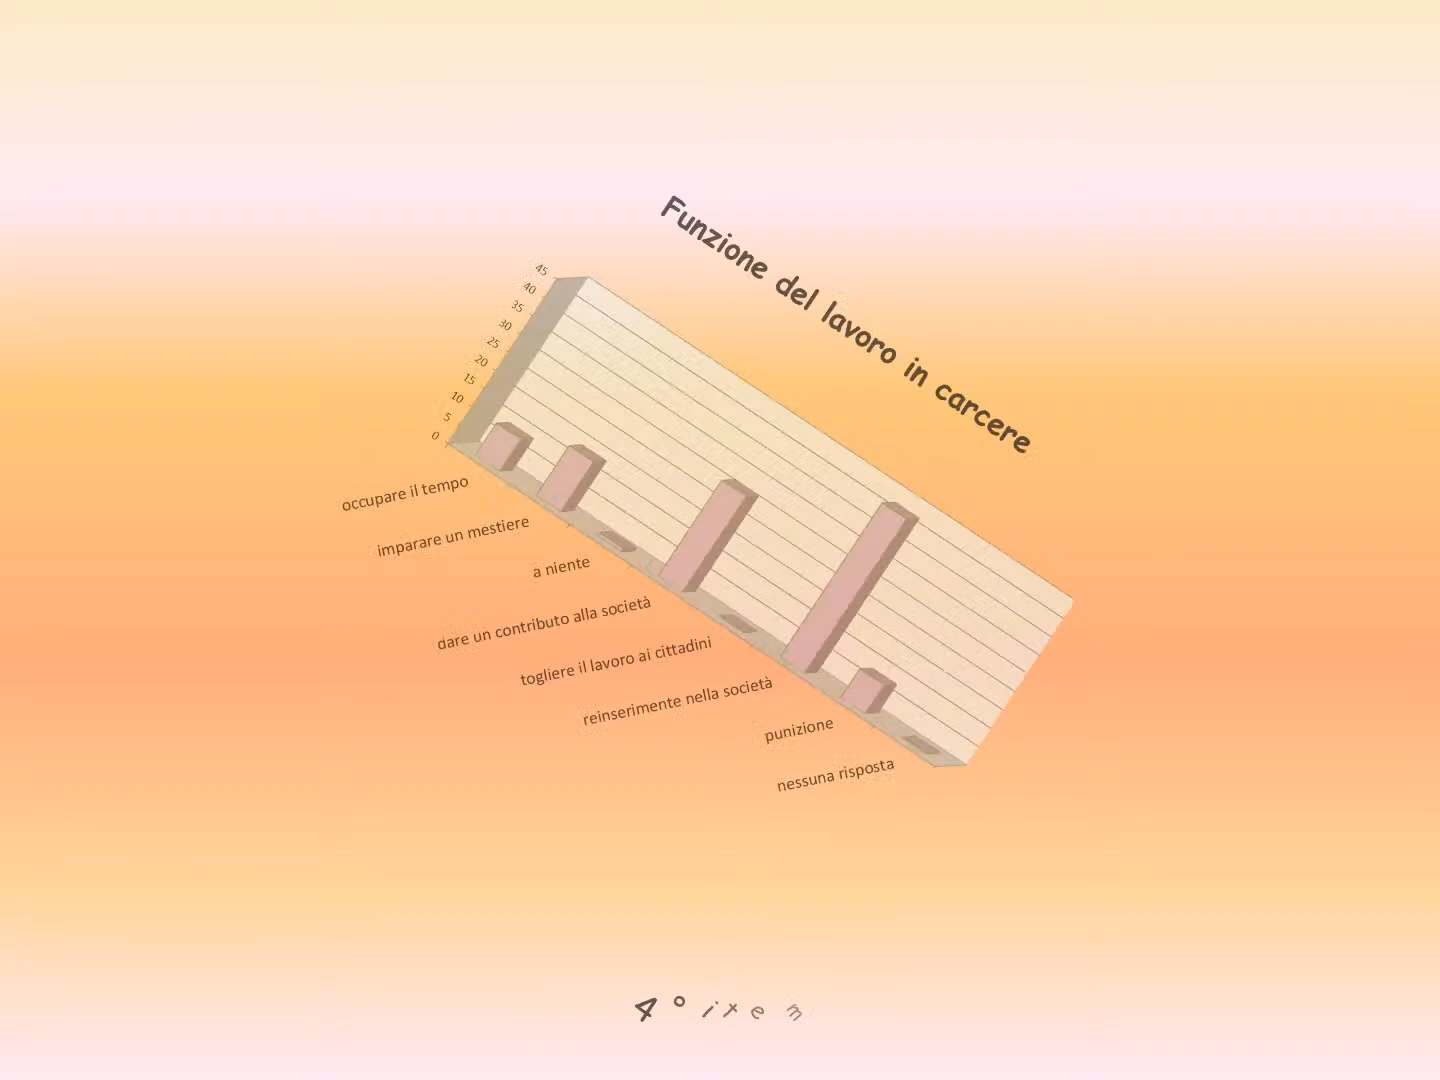 Funzione del lavoro in carcere
45
40
35
30
25
20
15
10
5
0
occupare il tempo
imparare un mestiere
a niente
dare un contributo alla società
togliere il lavoro ai cittadini
reinserimente nella società
punizione
nessuna risposta
4° item